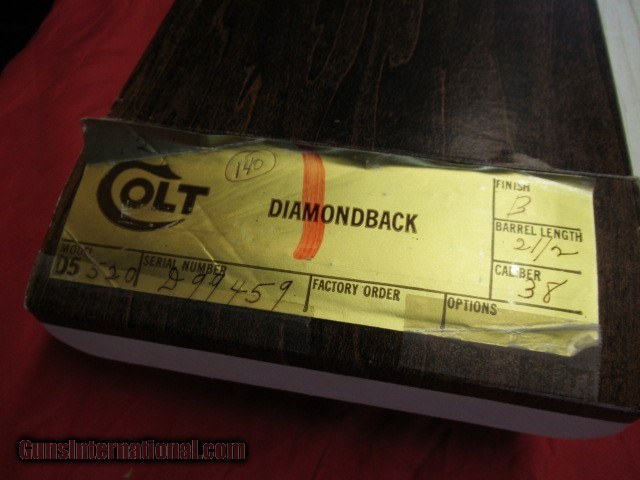 140
COLT
DIAMONDBACK
FINISH
B
BARREL LENGTH
2 1/2
CALIBER
38
MODEL
D5520
SERIAL NUMBER
D99459
FACTORY ORDER
OPTIONS
GunsInternational.com